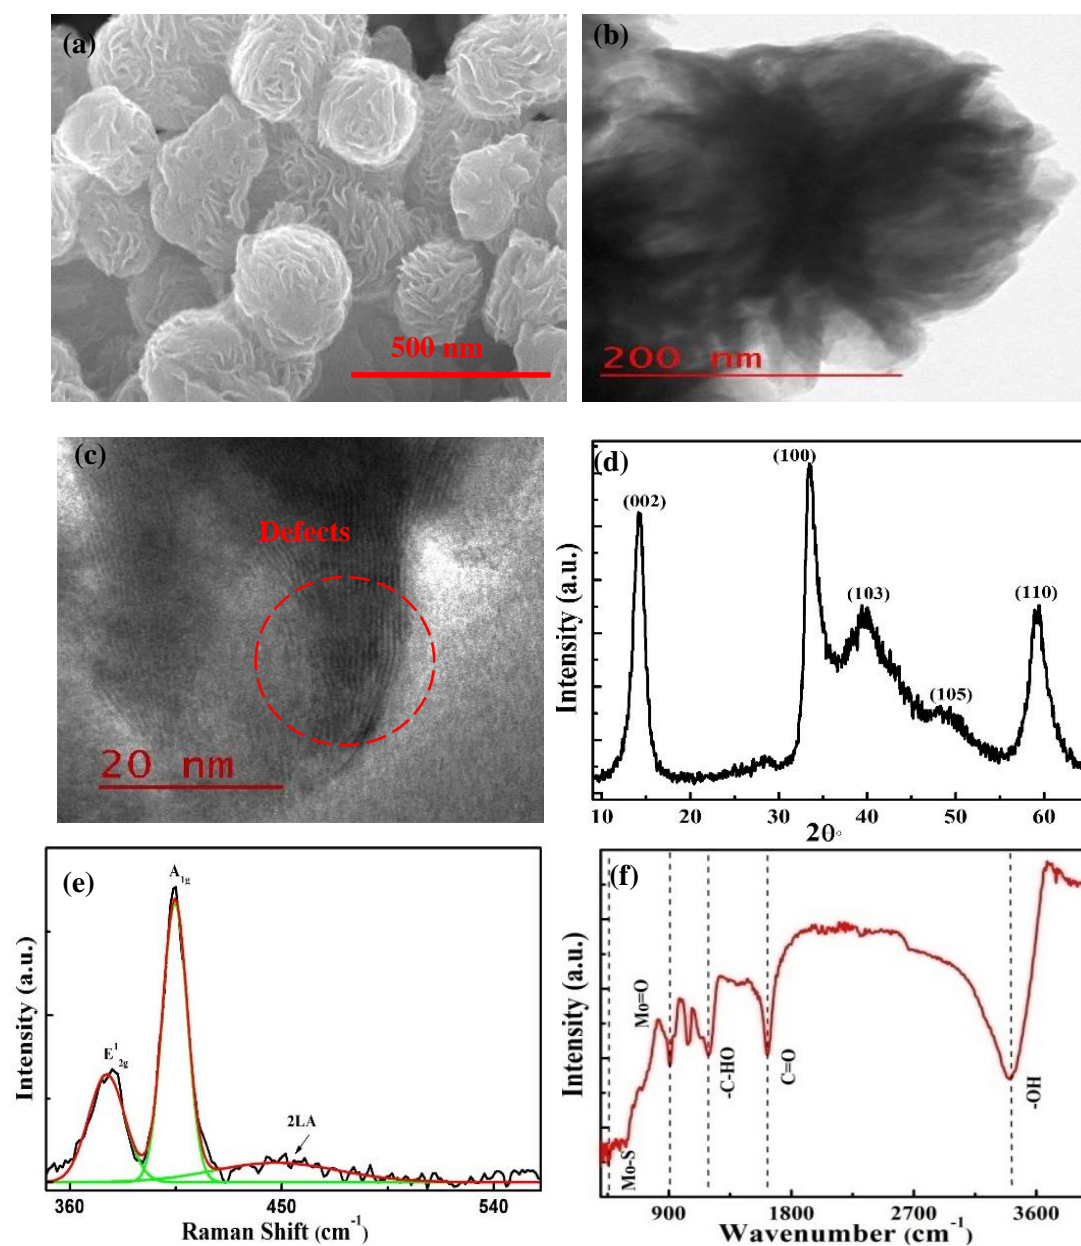 (a)
500 nm
(b)
200 nm
(c)
Defects
20 nm
(d)
(002)
(100)
(103)
(105)
(110)
Intensity (a.u.)
10 20 30 40 50 60
2θ°
(e)
A1g
E¹2g
2LA
Intensity (a.u.)
360 450 540
Raman Shift (cm⁻¹)
(f)
Mo-S
Mo=O
-C-HO
C=O
-OH
Intensity (a.u.)
900 1800 2700 3600
Wavenumber (cm⁻¹)